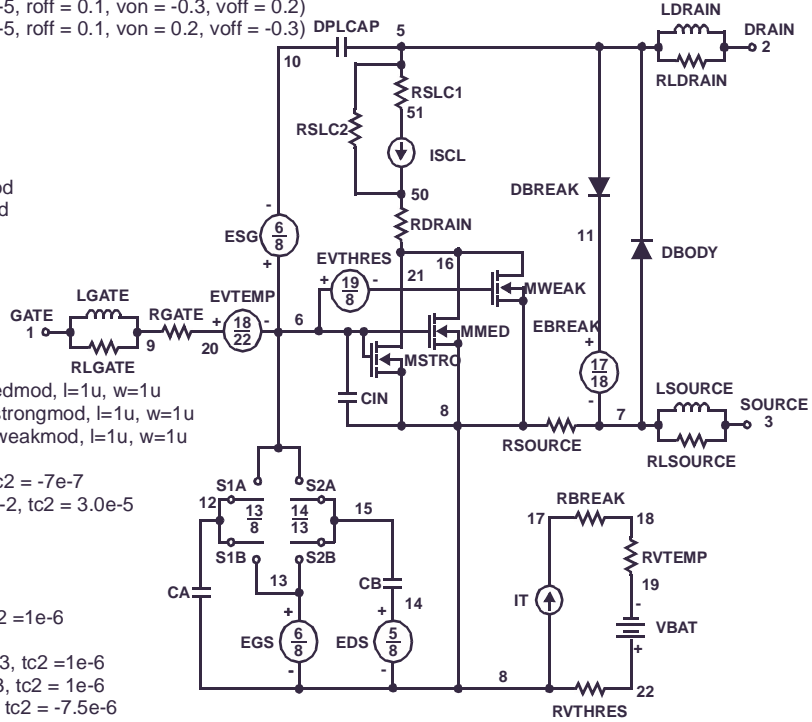 -5, roff = 0.1, von = -0.3, voff = 0.2)
-5, roff = 0.1, von = 0.2, voff = -0.3)
od
d
edmod, l=1u, w=1u
strongmod, l=1u, w=1u
weakmod, l=1u, w=1u
c2 = -7e-7
-2, tc2 = 3.0e-5
2 =1e-6
3, tc2 =1e-6
3, tc2 = 1e-6
tc2 = -7.5e-6
LDRAIN
DPLCAP
5
DRAIN
2
10
RLDRAIN
RSLC1
51
RSLC2
ISCL
50
DBREAK
RDRAIN
ESG
6
8
-
+
11
DBODY
EVTHRES
16
21
+
19
8
-
MWEAK
LGATE
EVTEMP
GATE
1
RGATE
+
18
22
-
6
EBREAK
MMED
9
20
+
MSTRO
17
18
-
RLGATE
CIN
LSOURCE
8
7
SOURCE
3
RSOURCE
RLSOURCE
S1A
S2A
12
13
8
14
13
15
RBREAK
17
18
S1B
S2B
RVTEMP
13
CB
19
CA
14
IT
-
+
+
VBAT
EGS
6
8
EDS
5
8
+
-
-
8
22
RVTHRES